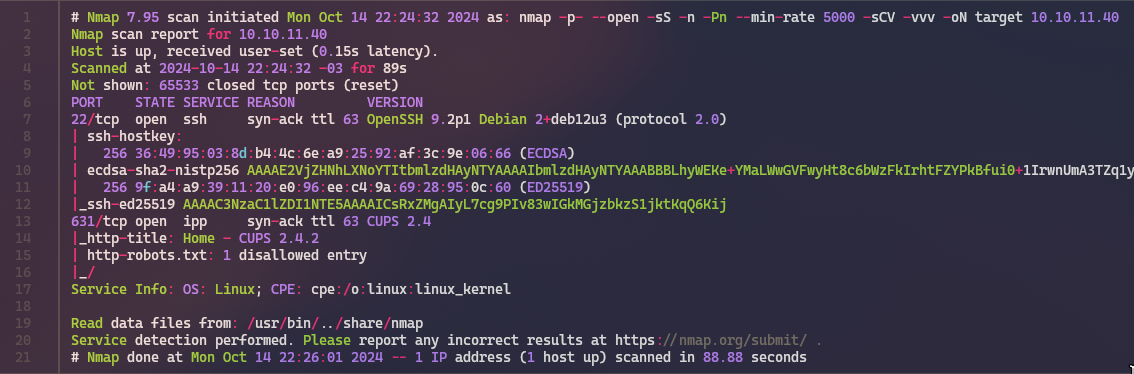 1 # Nmap 7.95 scan initiated Mon Oct 14 22:24:32 2024 as: nmap -p- --open -sS -n -Pn --min-rate 5000 -sCV -vvv -oN target 10.10.11.40
2 Nmap scan report for 10.10.11.40
3 Host is up, received user-set (0.15s latency).
4 Scanned at 2024-10-14 22:24:32 -03 for 89s
5 Not shown: 65533 closed tcp ports (reset)
6 PORT    STATE SERVICE REASON         VERSION
7 22/tcp  open  ssh     syn-ack ttl 63 OpenSSH 9.2p1 Debian 2+deb12u3 (protocol 2.0)
8 | ssh-hostkey:
9 |   256 36:49:95:03:8d:b4:4c:6e:a9:25:92:af:3c:9e:06:66 (ECDSA)
10 | ecdsa-sha2-nistp256 AAAAE2VjZHNhLXNoYTItbmlzdHAyNTYAAAAIbmlzdHAyNTYAAABBBLhyWEKe+YMaLWwGVFwyHt8c6bWzFkIrhtFZYPkBfui0+1IrwnUmA3TZq1y
11 |   256 9f:a4:a9:39:11:20:e0:96:ee:c4:9a:69:28:95:0c:60 (ED25519)
12 |_ssh-ed25519 AAAAC3NzaC1lZDI1NTE5AAAAICsRxZMgAIyL7cg9PIv83wIGkMGjzbkzS1jktKqQ6Kij
13 631/tcp open  ipp     syn-ack ttl 63 CUPS 2.4
14 |_http-title: Home - CUPS 2.4.2
15 | http-robots.txt: 1 disallowed entry
16 |_/
17 Service Info: OS: Linux; CPE: cpe:/o:linux:linux_kernel
18
19 Read data files from: /usr/bin/../share/nmap
20 Service detection performed. Please report any incorrect results at https://nmap.org/submit/ .
21 # Nmap done at Mon Oct 14 22:26:01 2024 -- 1 IP address (1 host up) scanned in 88.88 seconds